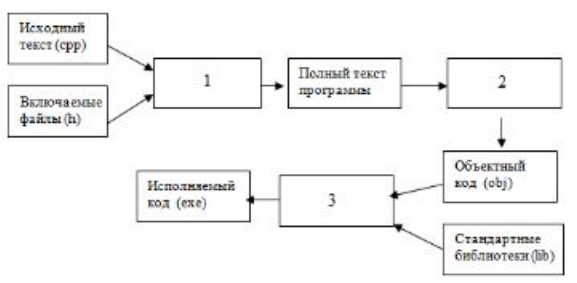 Исходный
текст (cpp)
1
Полный текст
программы
2
Включаемые
файлы (h)
Исполняемый
код (exe)
3
Объектный
код (obj)
Стандартные
библиотеки (lib)